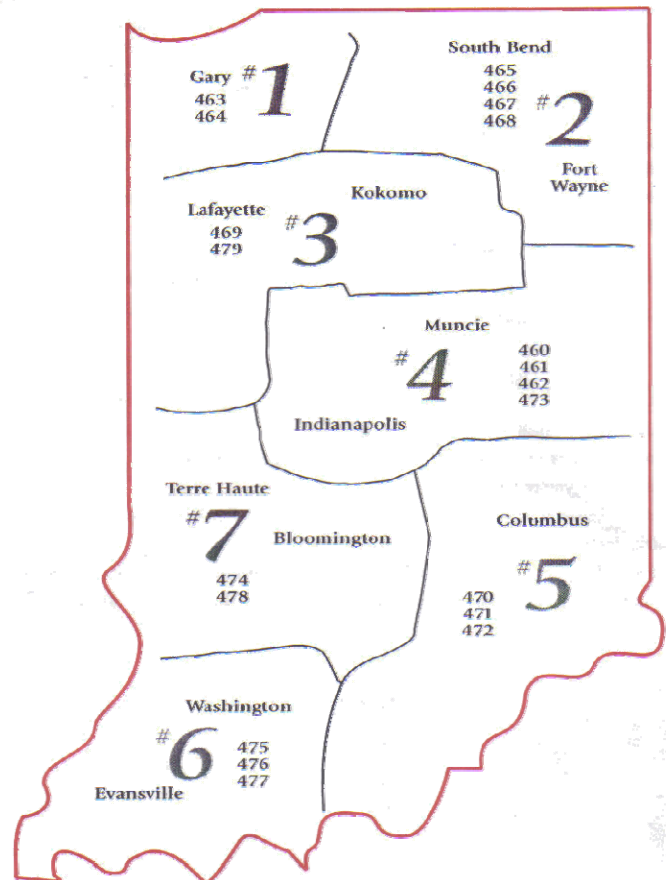 Gary #1
463
464
South Bend
465
466
467
468
#2
Fort
Wayne
Kokomo
Lafayette
469
479
#3
Muncie
#4
460
461
462
473
Indianapolis
Terre Haute
#7
Bloomington
474
478
Columbus
#5
470
471
472
Washington
#6
475
476
477
Evansville